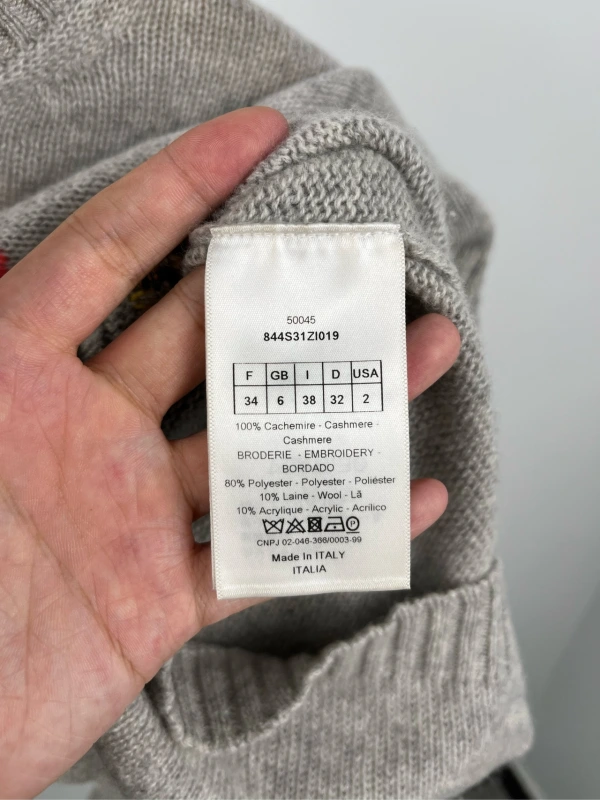 50045
844S31ZI019
F GB I D USA
34 6 38 32 2
100% Cachemire - Cashmere -
Cashmere
BRODERIE - EMBROIDERY -
BORDADO
80% Polyester - Polyester - Poliéster
10% Laine - Wool - Lã
10% Acrylique - Acrylic - Acrílico
CNPJ 02-046-366/0003-99
Made In ITALY
ITALIA